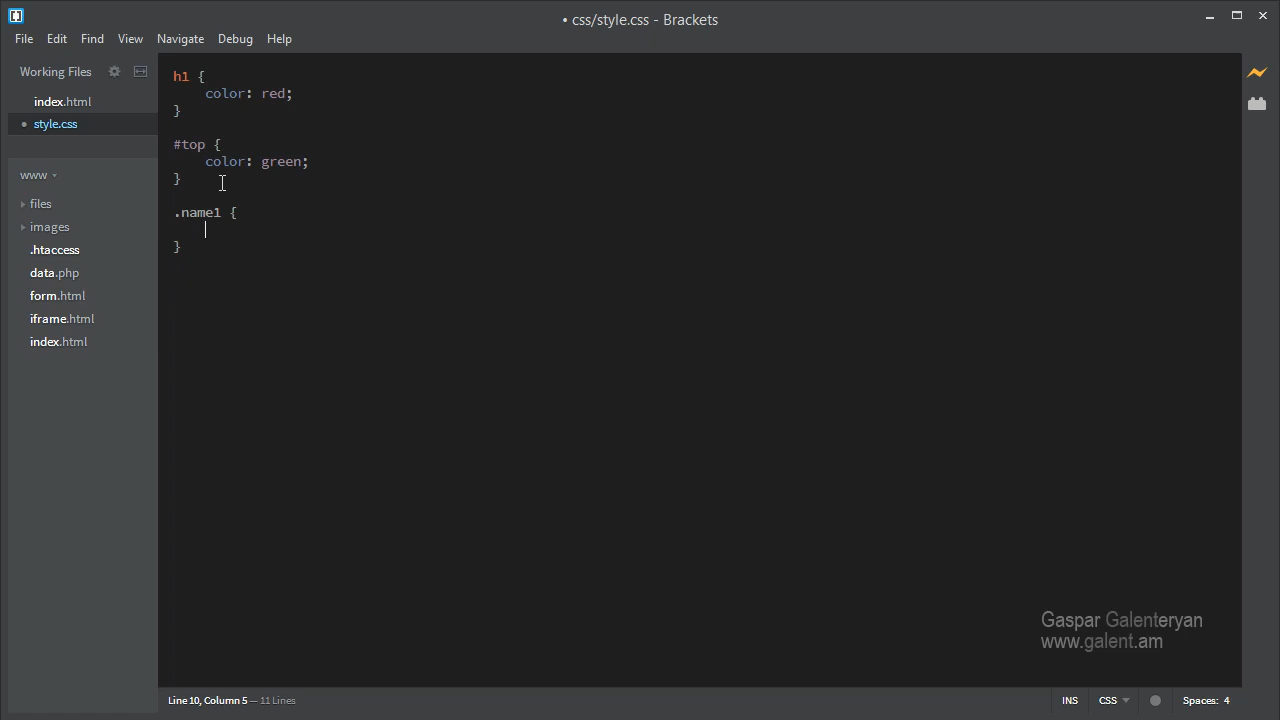 • css/style.css - Brackets
File Edit Find View Navigate Debug Help
Working Files
index.html
style.css
www
files
images
.htaccess
data.php
form.html
iframe.html
index.html
h1 {
    color: red;
}
#top {
    color: green;
}
.name1 {
}
Gaspar Galenteryan
www.galent.am
Line 10, Column 5 — 11 Lines
INS CSS Spaces: 4